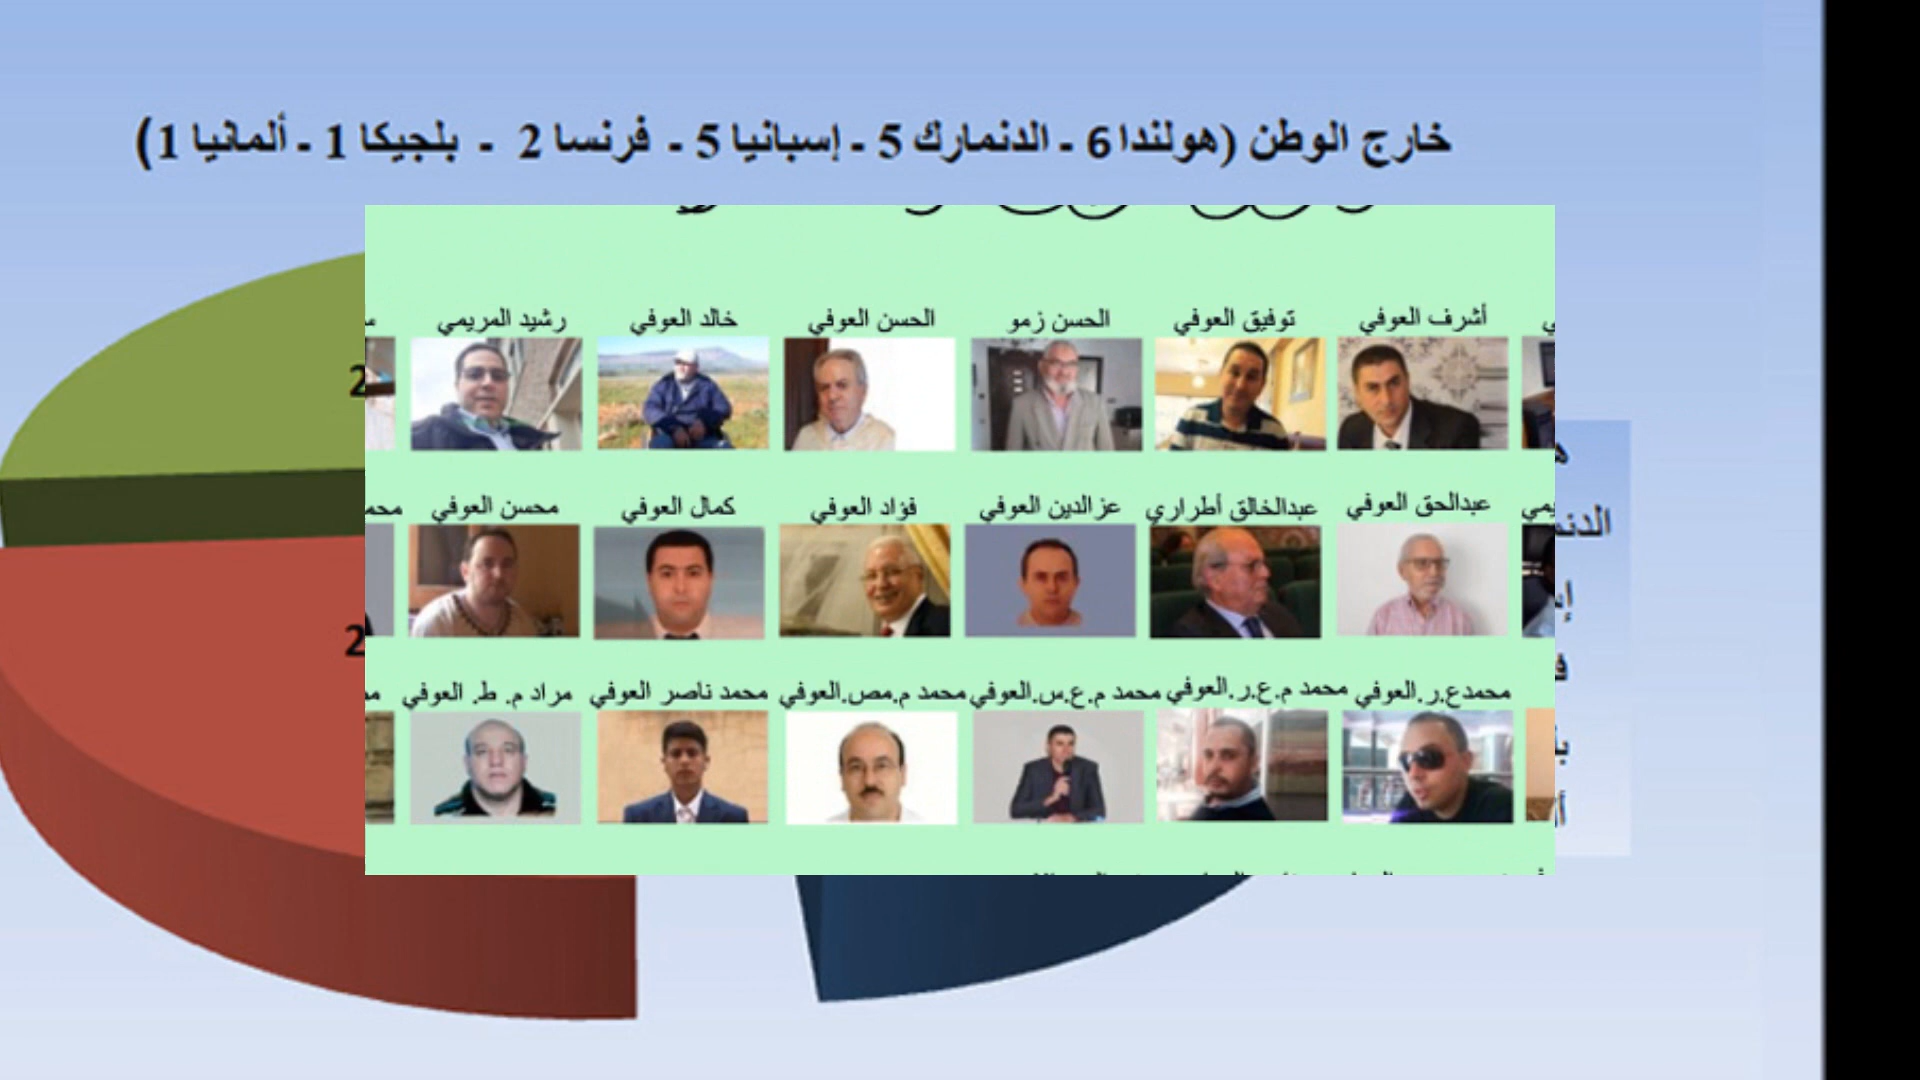 خارج الوطن (هولندا 6 - الدنمارك 5 - إسبانيا 5 - فرنسا 2 - بلجيكا 1 - ألمانيا 1)
أشرف العوفي توفيق العوفي الحسن زمو الحسن العوفي خالد العوفي رشيد المريمي
عبدالحق العوفي عبدالخالق أطراري عزالدين العوفي فؤاد العوفي كمال العوفي محسن العوفي
محمدع.ر.العوفي محمد م.ع.ر.العوفي محمد م.ع.س.العوفي محمد م.مص.العوفي محمد ناصر العوفي مراد م. ط. العوفي
2
2